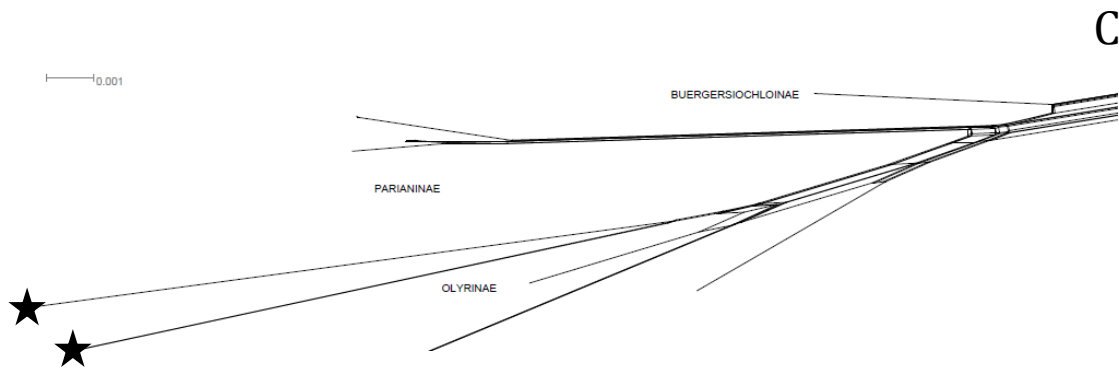 C
0.001
BUERGERSIOCHLOINAE
PARIANINAE
OLYRINAE